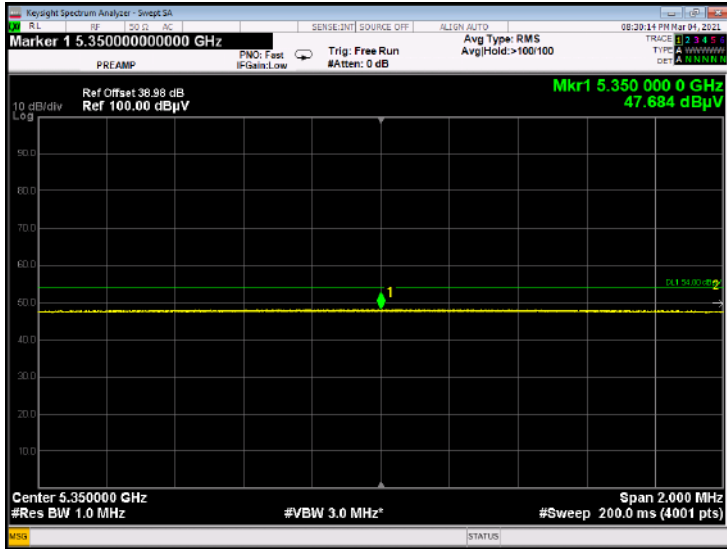 Keysight Spectrum Analyzer - Swept SA
RL RF 50 Ω AC SENSE:INT SOURCE OFF ALIGN AUTO 08:30:14 PM Mar 04, 2021
Marker 1 5.350000000000 GHz
PREAMP
PNO: Fast
IFGain:Low
Trig: Free Run
#Atten: 0 dB
Avg Type: RMS
Avg|Hold:>100/100
TRACE 1 2 3 4 5 6
TYPE A WWWWW
DET A N N N N N
Mkr1 5.350 000 0 GHz
47.684 dBµV
Ref Offset 38.98 dB
10 dB/div Ref 100.00 dBµV
Log
90.0
80.0
70.0
60.0
DL1 54.00 dBµV
1
2
50.0
40.0
30.0
20.0
10.0
Center 5.350000 GHz Span 2.000 MHz
#Res BW 1.0 MHz #VBW 3.0 MHz* #Sweep 200.0 ms (4001 pts)
MSG STATUS